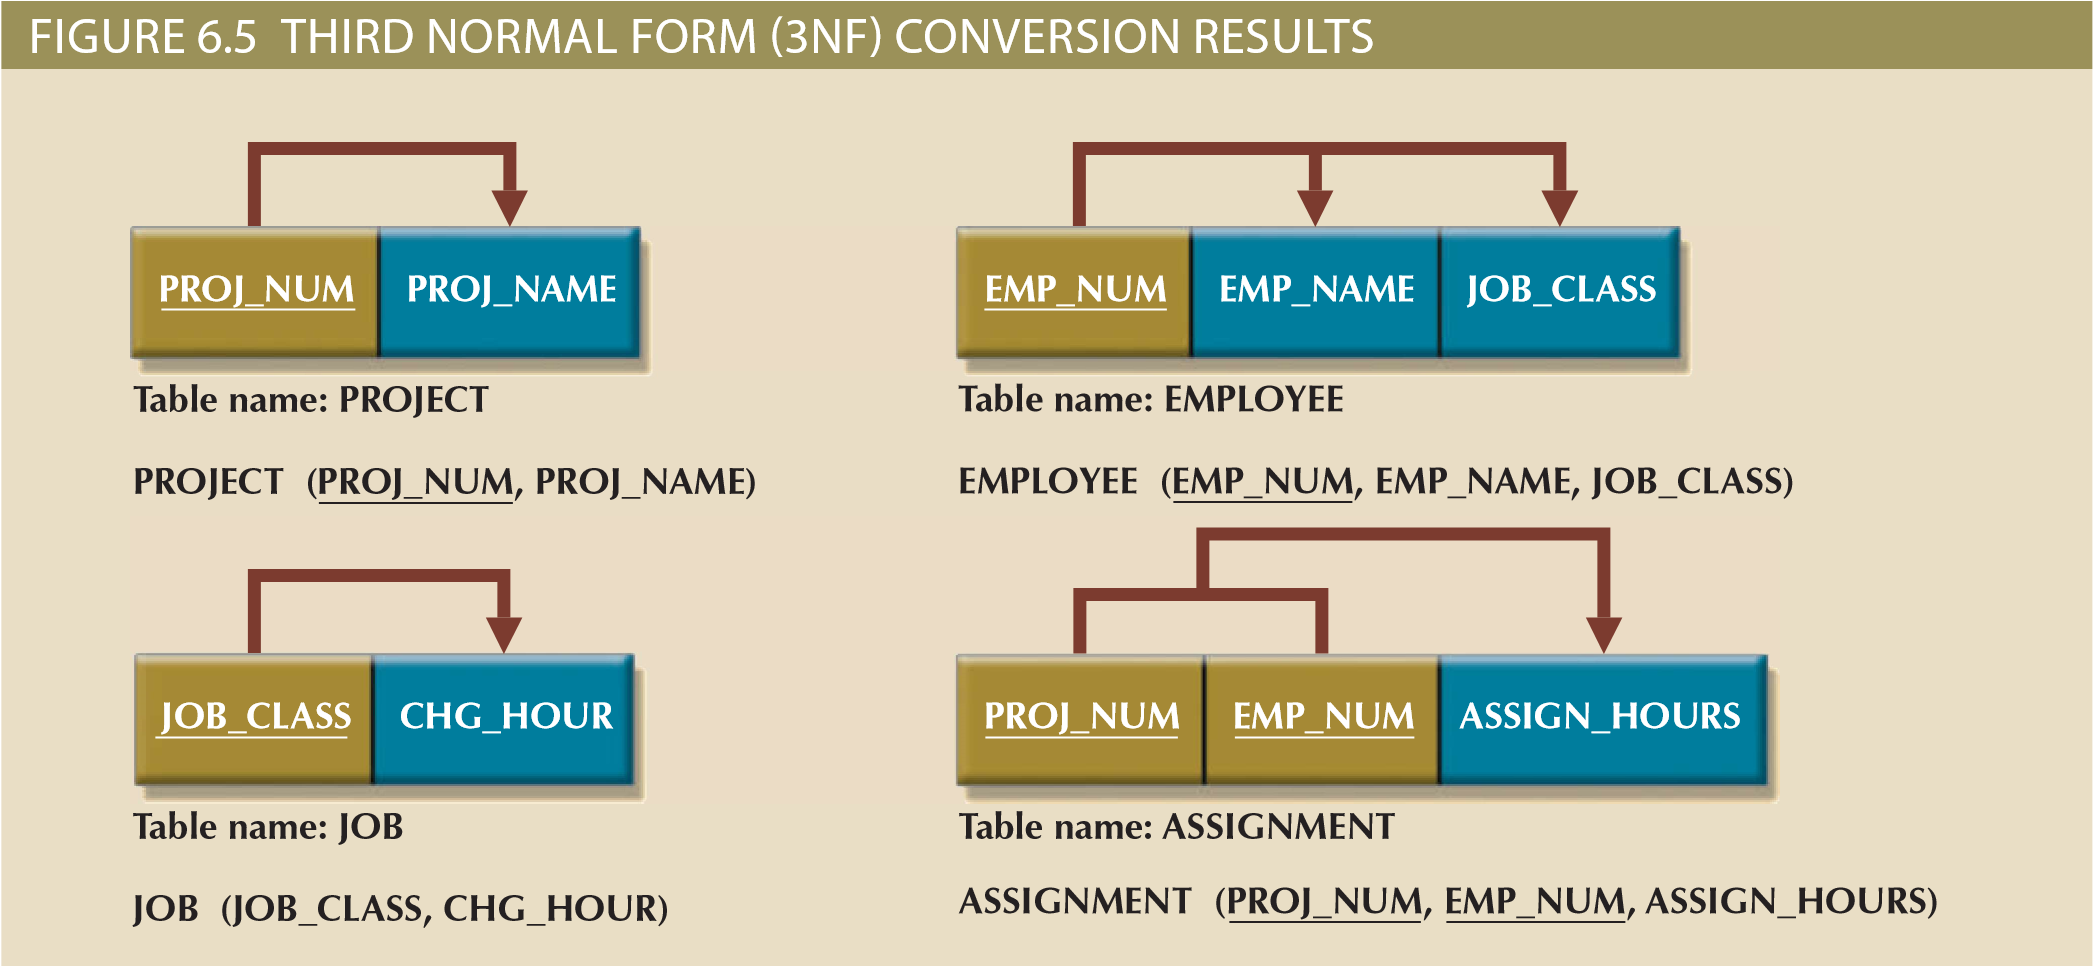 FIGURE 6.5 THIRD NORMAL FORM (3NF) CONVERSION RESULTS
PROJ_NUM PROJ_NAME
Table name: PROJECT
PROJECT (PROJ_NUM, PROJ_NAME)
EMP_NUM EMP_NAME JOB_CLASS
Table name: EMPLOYEE
EMPLOYEE (EMP_NUM, EMP_NAME, JOB_CLASS)
JOB_CLASS CHG_HOUR
Table name: JOB
JOB (JOB_CLASS, CHG_HOUR)
PROJ_NUM EMP_NUM ASSIGN_HOURS
Table name: ASSIGNMENT
ASSIGNMENT (PROJ_NUM, EMP_NUM, ASSIGN_HOURS)